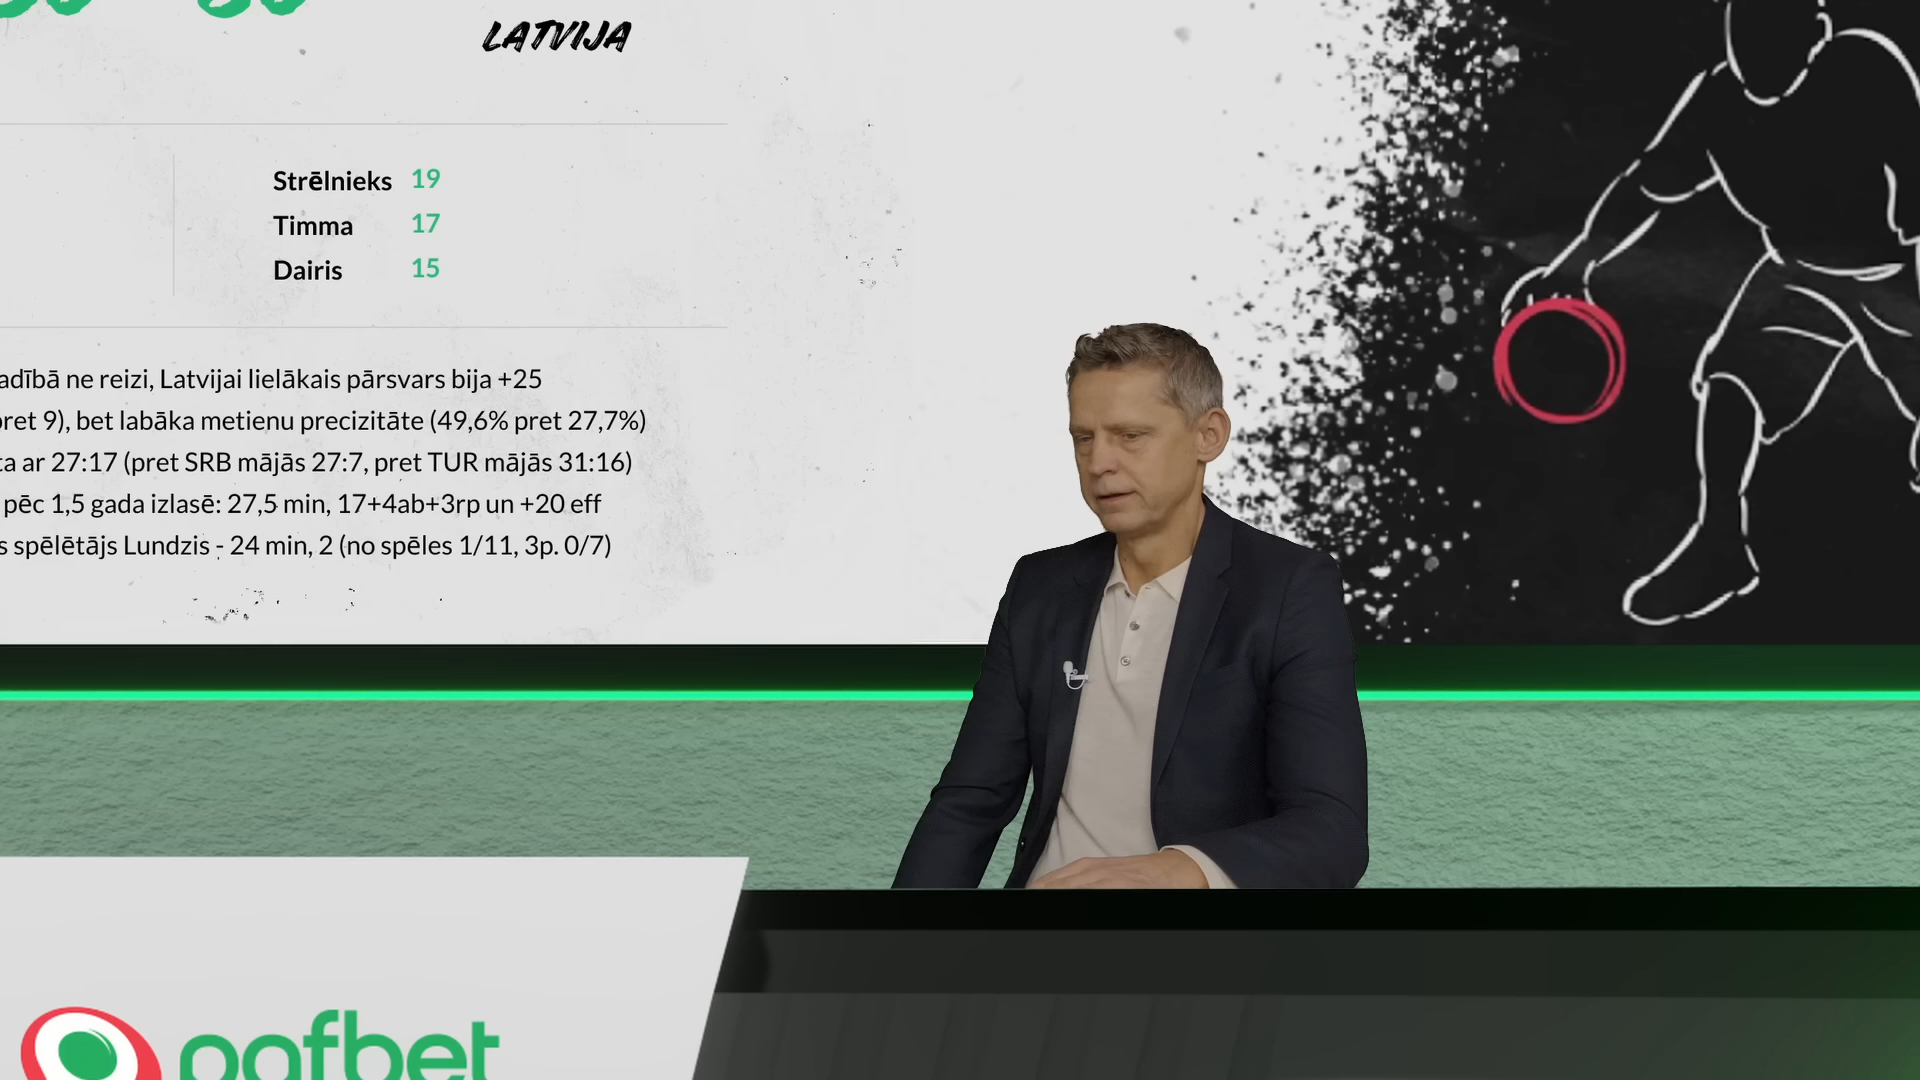 LATVIJA
Strēlnieks 19
Timma 17
Dairis 15
ne reizi, Latvijai lielākais pārsvars bija +25
9), bet labāka metienu precizitāte (49,6% pret 27,7%)
ar 27:17 (pret SRB mājās 27:7, pret TUR mājās 31:16)
pēc 1,5 gada izlasē: 27,5 min, 17+4ab+3rp un +20 eff
spēlētājs Lundzis - 24 min, 2 (no spēles 1/11, 3p. 0/7)
pafbet